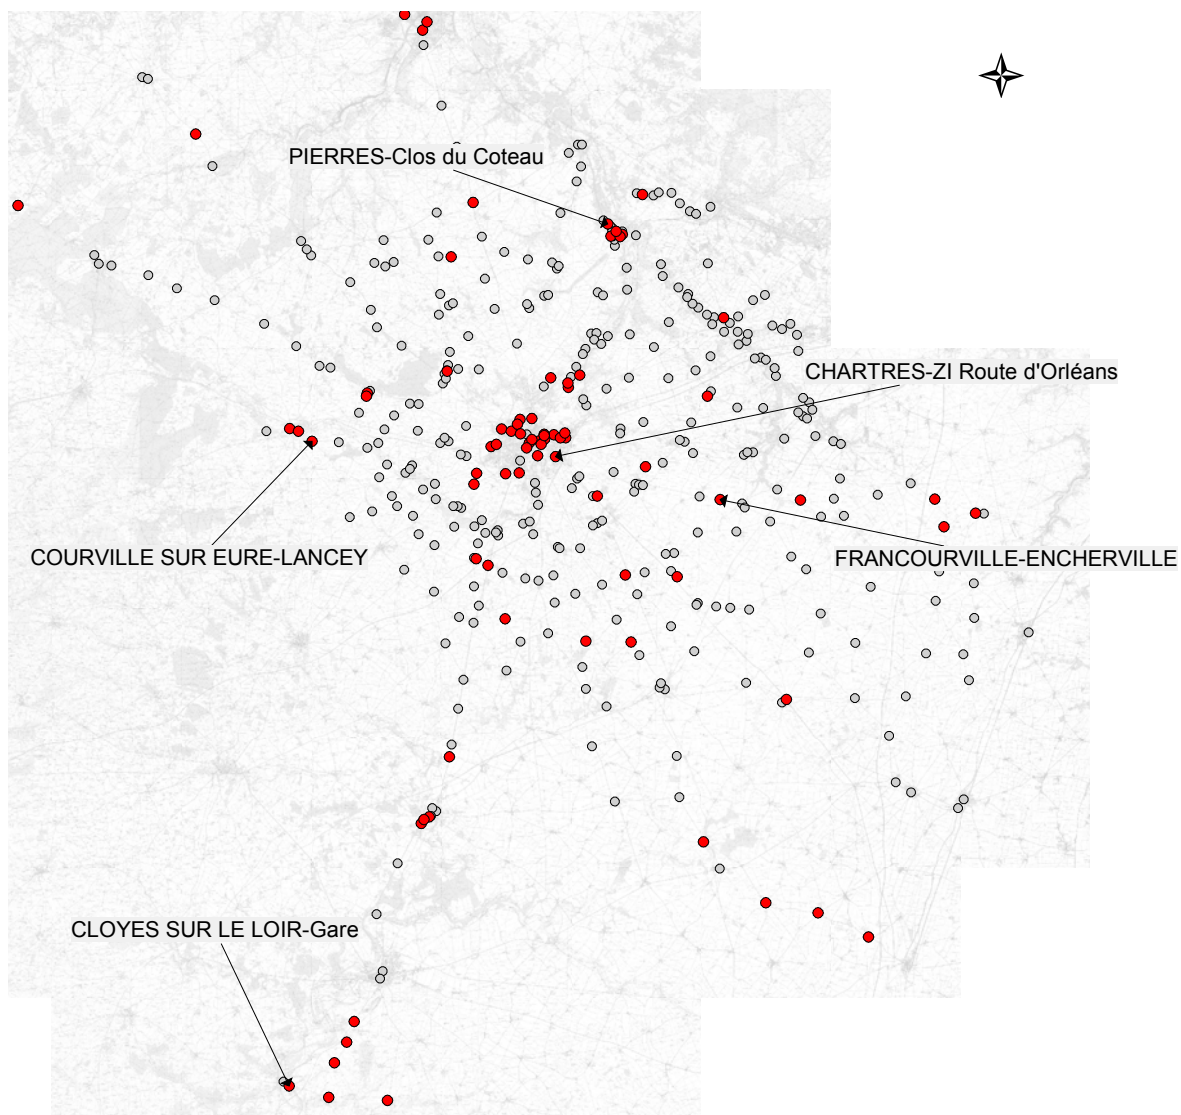 PIERRES-Clos du Coteau
CHARTRES-ZI Route d'Orléans
COURVILLE SUR EURE-LANCEY
FRANCOURVILLE-ENCHERVILLE
CLOYES SUR LE LOIR-Gare